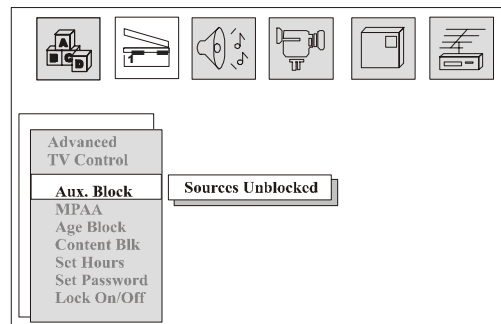 A
B C D
1
Advanced
TV Control
Aux. Block
Sources Unblocked
MPAA
Age Block
Content Blk
Set Hours
Set Password
Lock On/Off